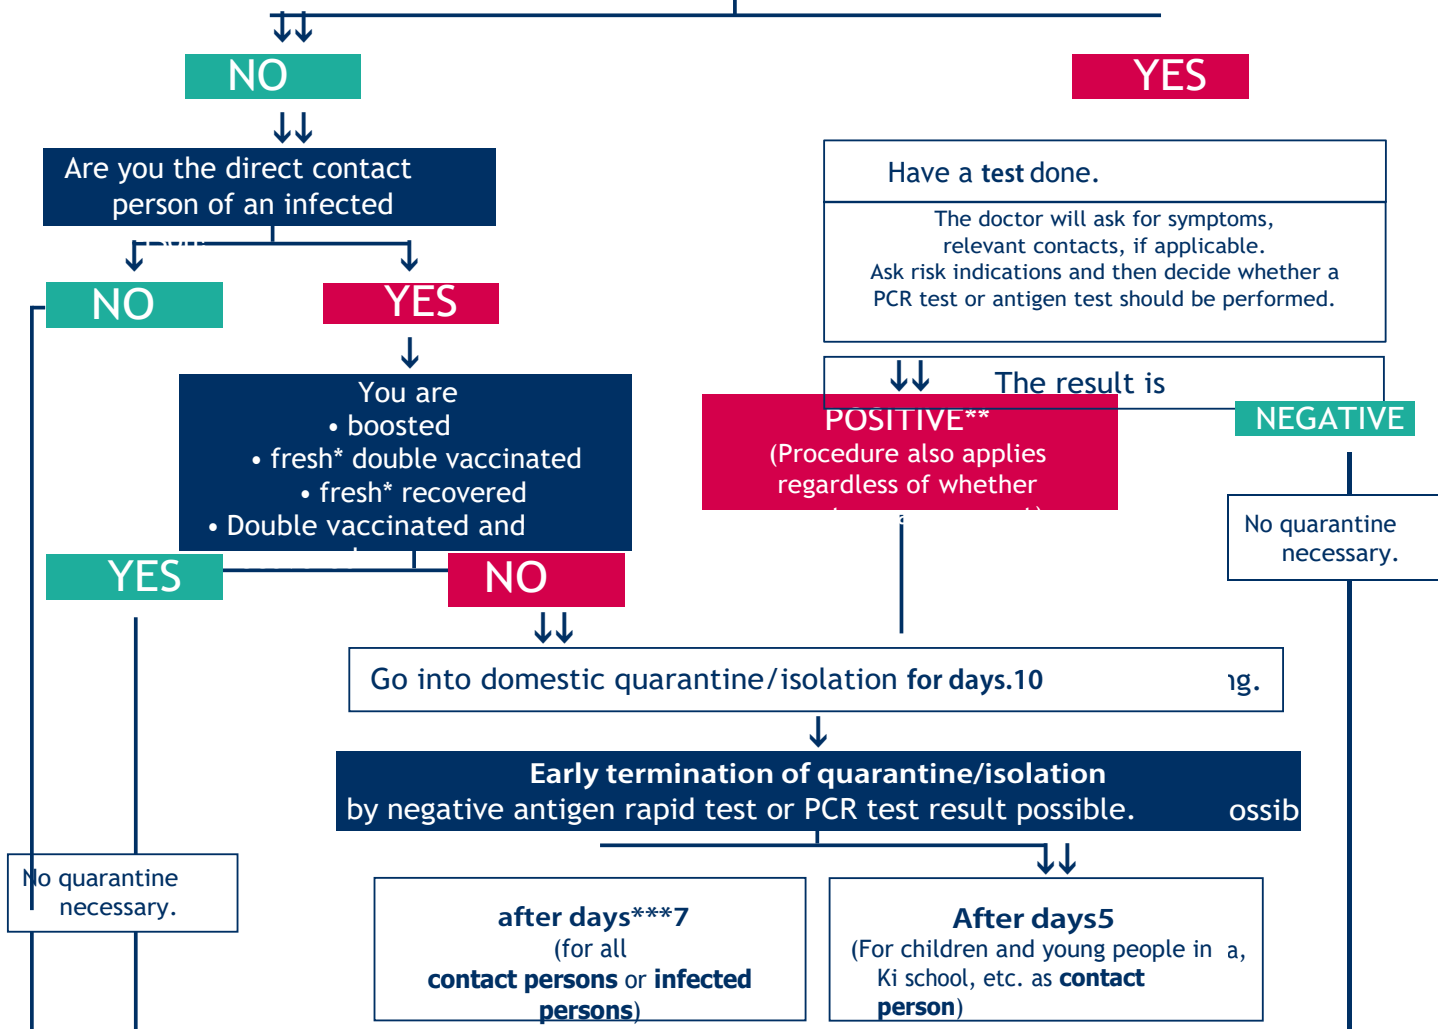 NO
YES
Are you the direct contact
person of an infected
NO
YES
Have a test done.
The doctor will ask for symptoms,
relevant contacts, if applicable.
Ask risk indications and then decide whether a
PCR test or antigen test should be performed.
The result is
POSITIVE**
(Procedure also applies
regardless of whether
NEGATIVE
No quarantine
necessary.
You are
• boosted
• fresh* double vaccinated
• fresh* recovered
• Double vaccinated and
YES
NO
Go into domestic quarantine/isolation for days.10 ng.
Early termination of quarantine/isolation
by negative antigen rapid test or PCR test result possible. ossib
No quarantine
necessary.
after days***7
(for all
contact persons or infected
persons)
After days5
(For children and young people in a,
Ki school, etc. as contact
person)